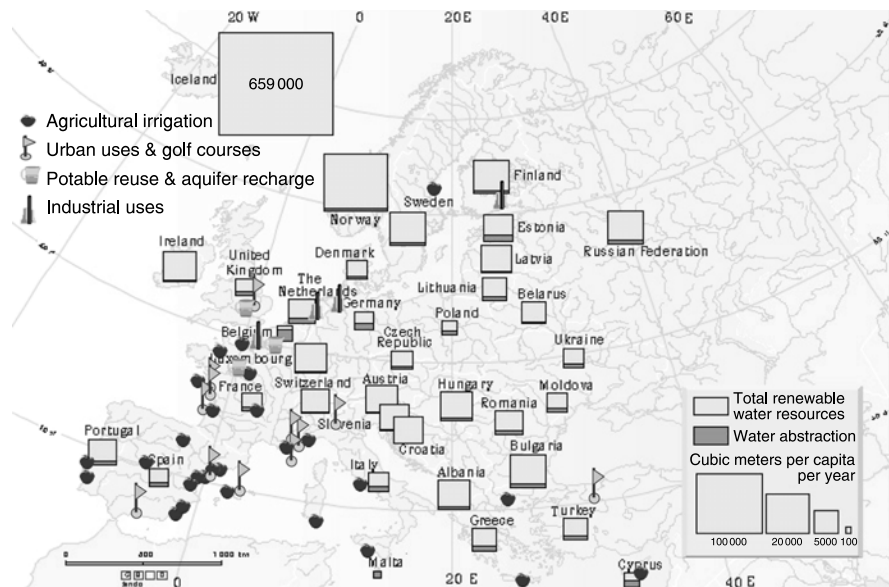 20 W
0
20 E
40 E
60 E
Iceland
659 000
Agricultural irrigation
Urban uses & golf courses
Potable reuse & aquifer recharge
Industrial uses
Finland
Sweden
Norway
Estonia
Russian Federation
Ireland
United
Kingdom
Denmark
Latvia
The
Netherlands
Lithuania
Belarus
Germany
Poland
Belgium
Czech
Republic
Ukraine
Luxembourg
France
Switzerland
Austria
Hungary
Moldova
Romania
Slovenia
Croatia
Portugal
Spain
Italy
Albania
Bulgaria
Greece
Turkey
Malta
Cyprus
Total renewable
water resources
Water abstraction
Cubic meters per capita
per year
100 000
20 000
5000
100
0
1 000 km
0
20 E
40 E